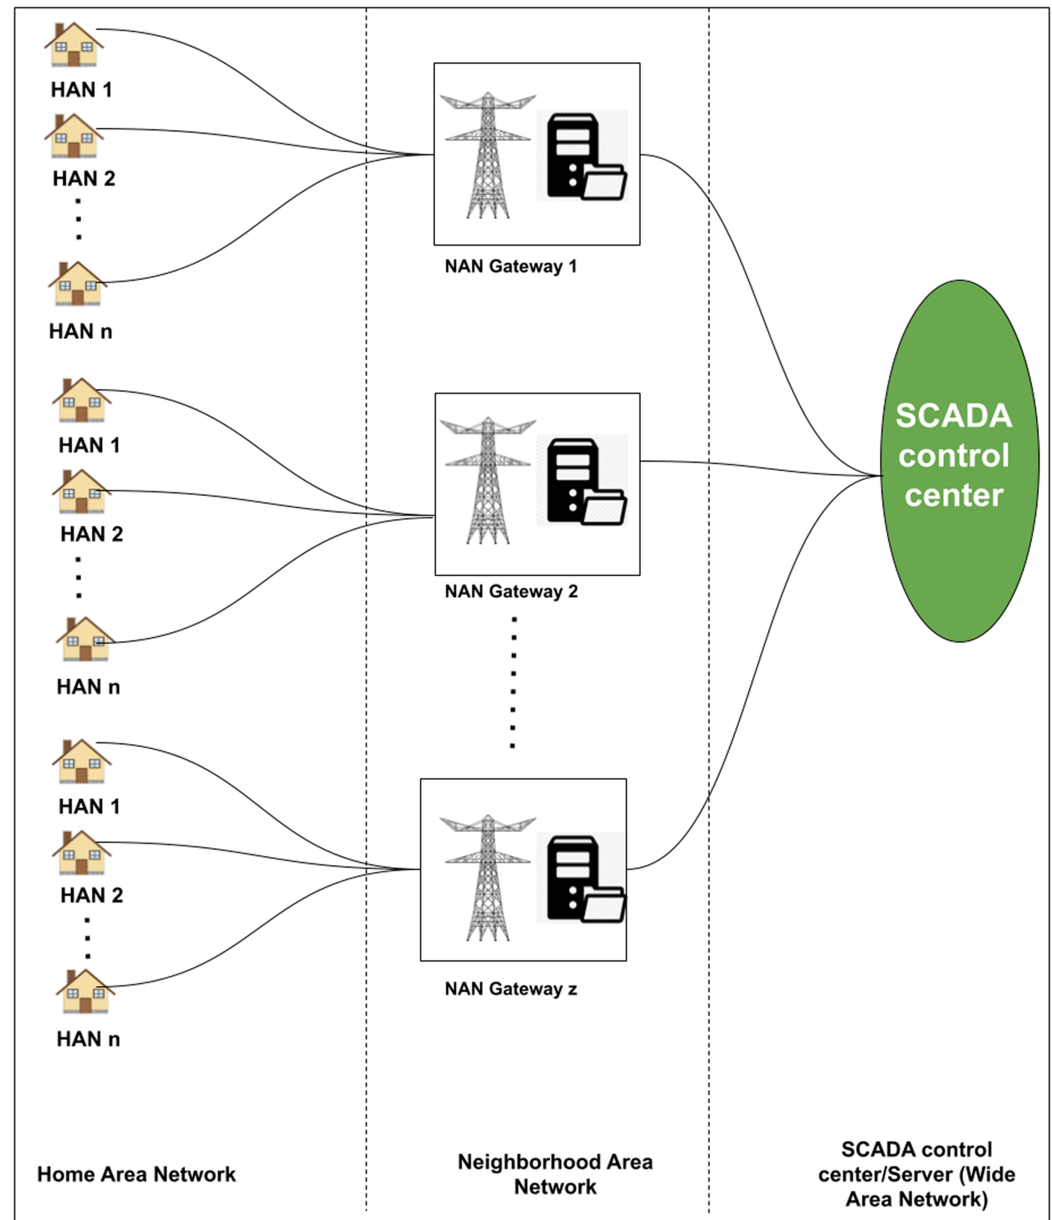 HAN 1
HAN 2
HAN n
NAN Gateway 1
HAN 1
HAN 2
HAN n
NAN Gateway 2
HAN 1
HAN 2
HAN n
NAN Gateway z
SCADA
control
center
Home Area Network
Neighborhood Area
Network
SCADA control
center/Server (Wide
Area Network)